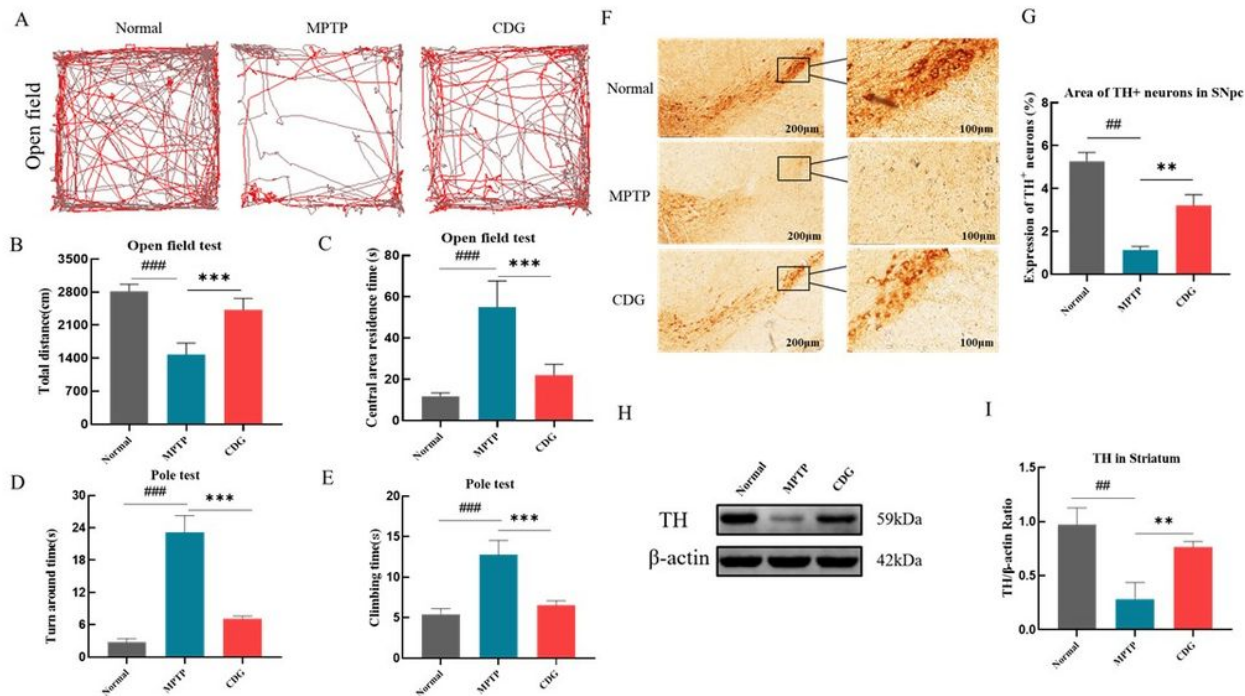 A
Normal
MPTP
CDG
Open field
B
Open field test
Tolal distance(cm)
3500
2800
2100
1400
700
0
###
***
Normal
MPTP
CDG
C
Open field test
Central area residence time (s)
80
60
40
20
0
###
***
Normal
MPTP
CDG
D
Pole test
Turn around time(s)
30
24
18
12
6
0
###
***
Normal
MPTP
CDG
E
Pole test
Climbing time(s)
20
15
10
5
0
###
***
Normal
MPTP
CDG
F
Normal
200μm
100μm
MPTP
200μm
100μm
CDG
200μm
100μm
G
Area of TH+ neurons in SNpc
Expression of TH+ neurons (%)
8
6
4
2
0
##
**
Normal
MPTP
CDG
H
Normal
MPTP
CDG
TH
59kDa
β-actin
42kDa
I
TH in Striatum
TH/β-actin Ratio
1.5
1.0
0.5
0.0
##
**
Normal
MPTP
CDG